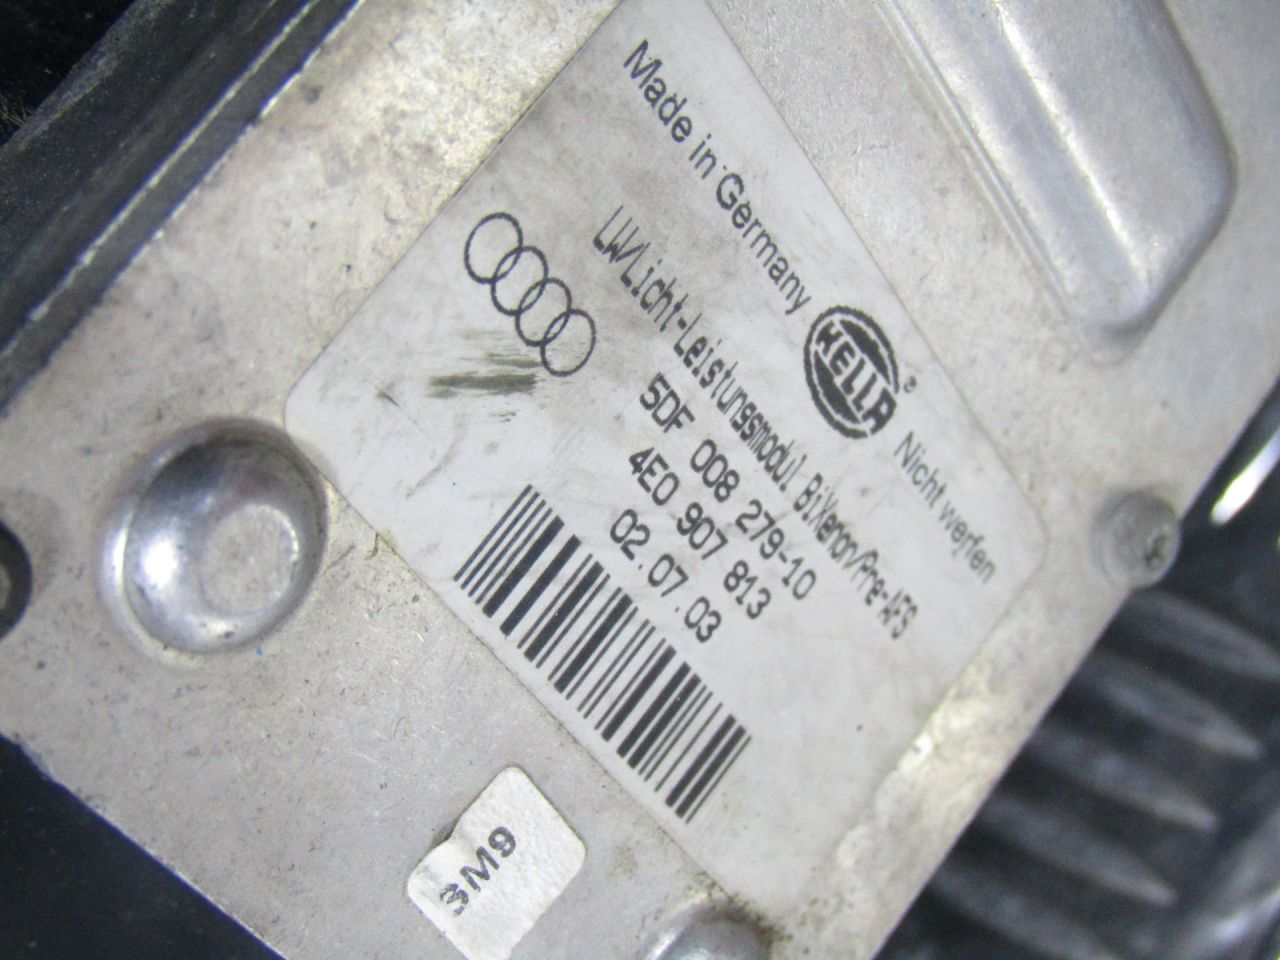 Made in Germany
HELLA
®
Nicht werfen
LW/Licht-Leistungsmodul BiXenon/Pre-AFS
5DF 008 279-10
4E0 907 813
02.07.03
3M9